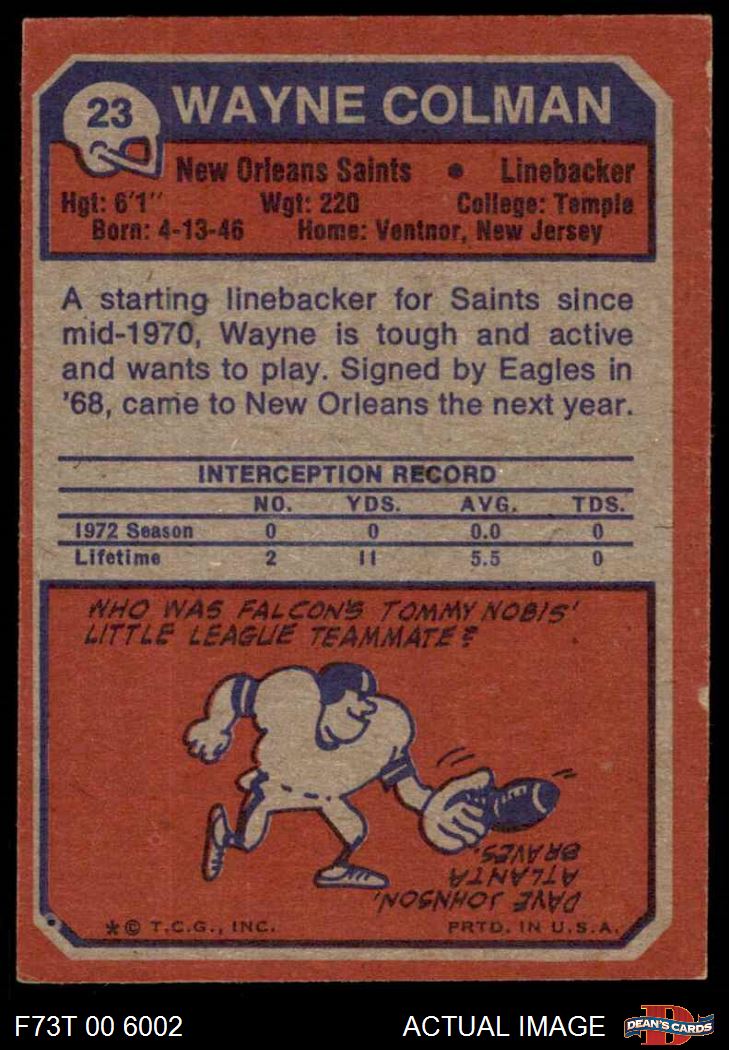 23 WAYNE COLMAN
New Orleans Saints • Linebacker
Hgt: 6'1" Wgt: 220 College: Temple
Born: 4-13-46 Home: Ventnor, New Jersey
A starting linebacker for Saints since
mid-1970, Wayne is tough and active
and wants to play. Signed by Eagles in
'68, came to New Orleans the next year.
INTERCEPTION RECORD
NO. YDS. AVG. TDS.
1972 Season 0 0 0.0 0
Lifetime 2 11 5.5 0
WHO WAS FALCON'S TOMMY NOBIS'
LITTLE LEAGUE TEAMMATE?
DAVE JOHNSON,
ATLANTA
BRAVES.
*© T.C.G., INC. PRTD. IN U.S.A.
F73T 00 6002 ACTUAL IMAGE D DEAN'S CARDS